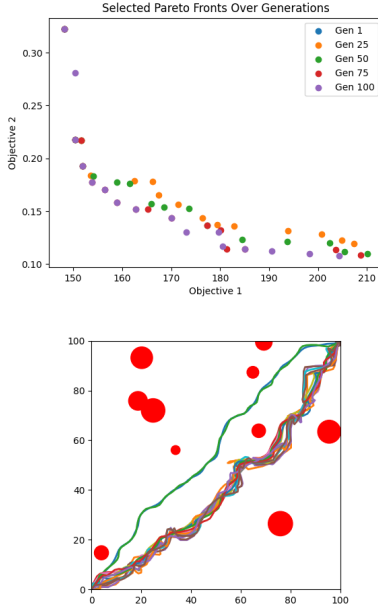 Selected Pareto Fronts Over Generations
Gen 1
Gen 25
Gen 50
Gen 75
Gen 100
0.30
0.25
0.20
0.15
0.10
Objective 2
150 160 170 180 190 200 210
Objective 1
100
80
60
40
20
0
0 20 40 60 80 100